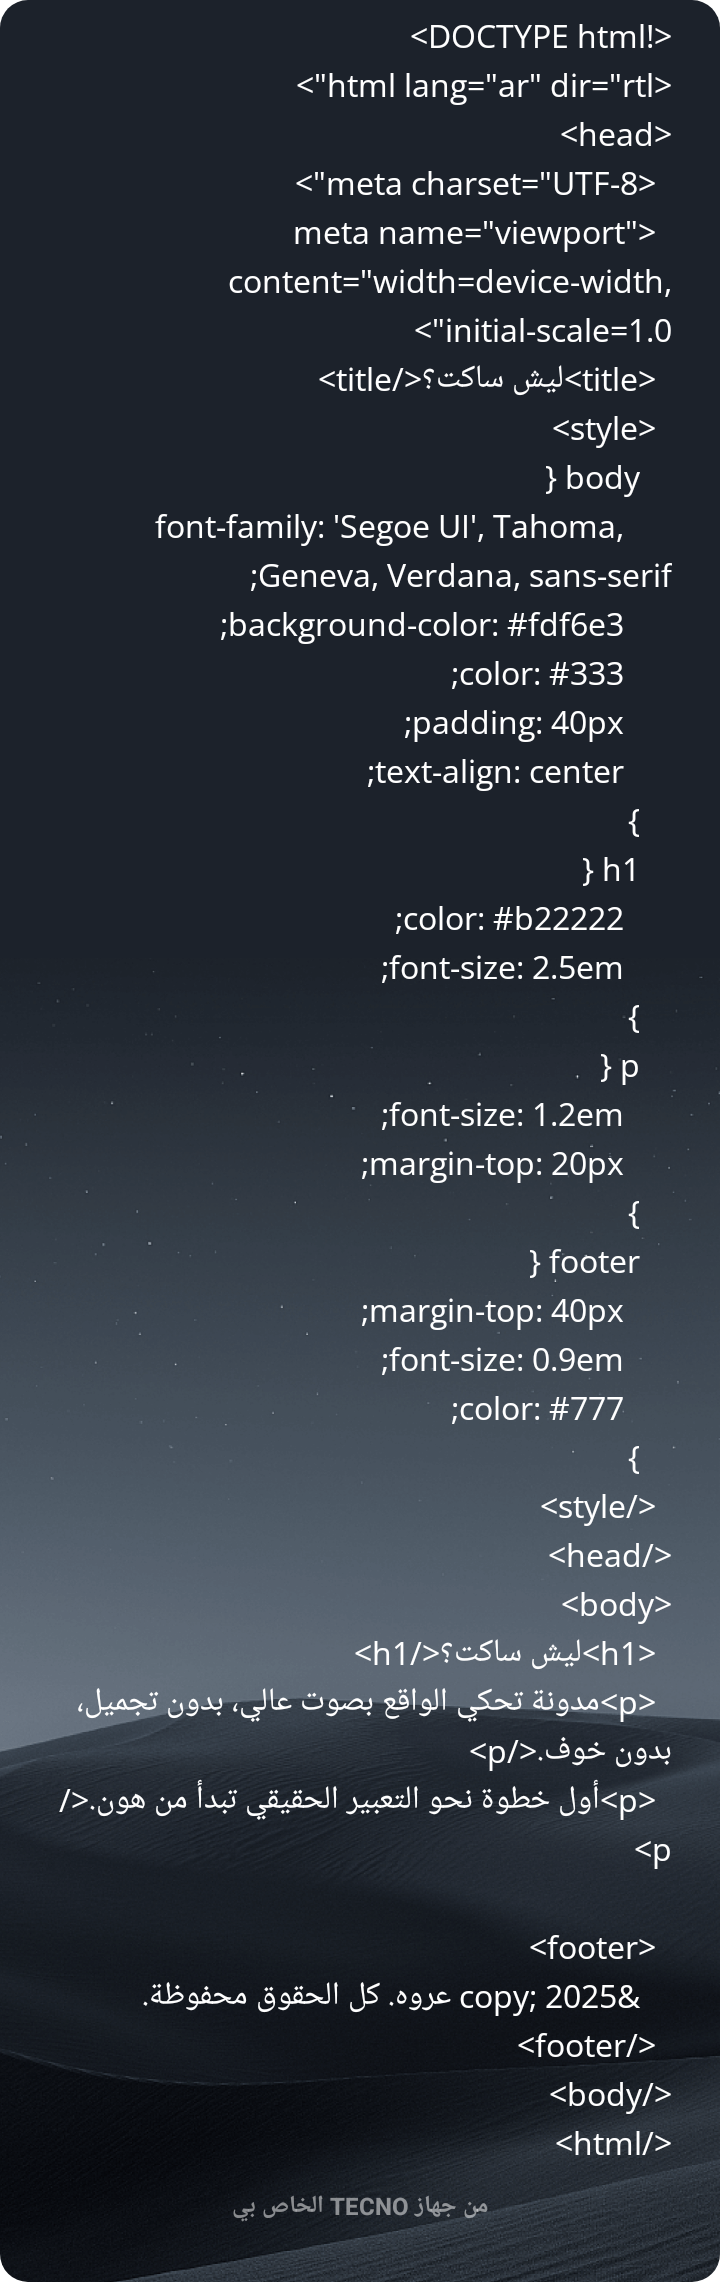 <!DOCTYPE html>
<html lang="ar" dir="rtl">
<head>
<meta charset="UTF-8">
<meta name="viewport"
content="width=device-width,
initial-scale=1.0">
<title>ليش ساكت؟</title>
<style>
body {
font-family: 'Segoe UI', Tahoma,
Geneva, Verdana, sans-serif;
background-color: #fdf6e3;
color: #333;
padding: 40px;
text-align: center;
}
h1 {
color: #b22222;
font-size: 2.5em;
}
p {
font-size: 1.2em;
margin-top: 20px;
}
footer {
margin-top: 40px;
font-size: 0.9em;
color: #777;
}
</style>
</head>
<body>
<h1>ليش ساكت؟</h1>
<p>مدونة تحكي الواقع بصوت عالي، بدون تجميل،
بدون خوف.</p>
<p>أول خطوة نحو التعبير الحقيقي تبدأ من هون.</
p>
<footer>
&copy; 2025 عروه. كل الحقوق محفوظة.
</footer>
</body>
</html>
من جهاز TECNO الخاص بي